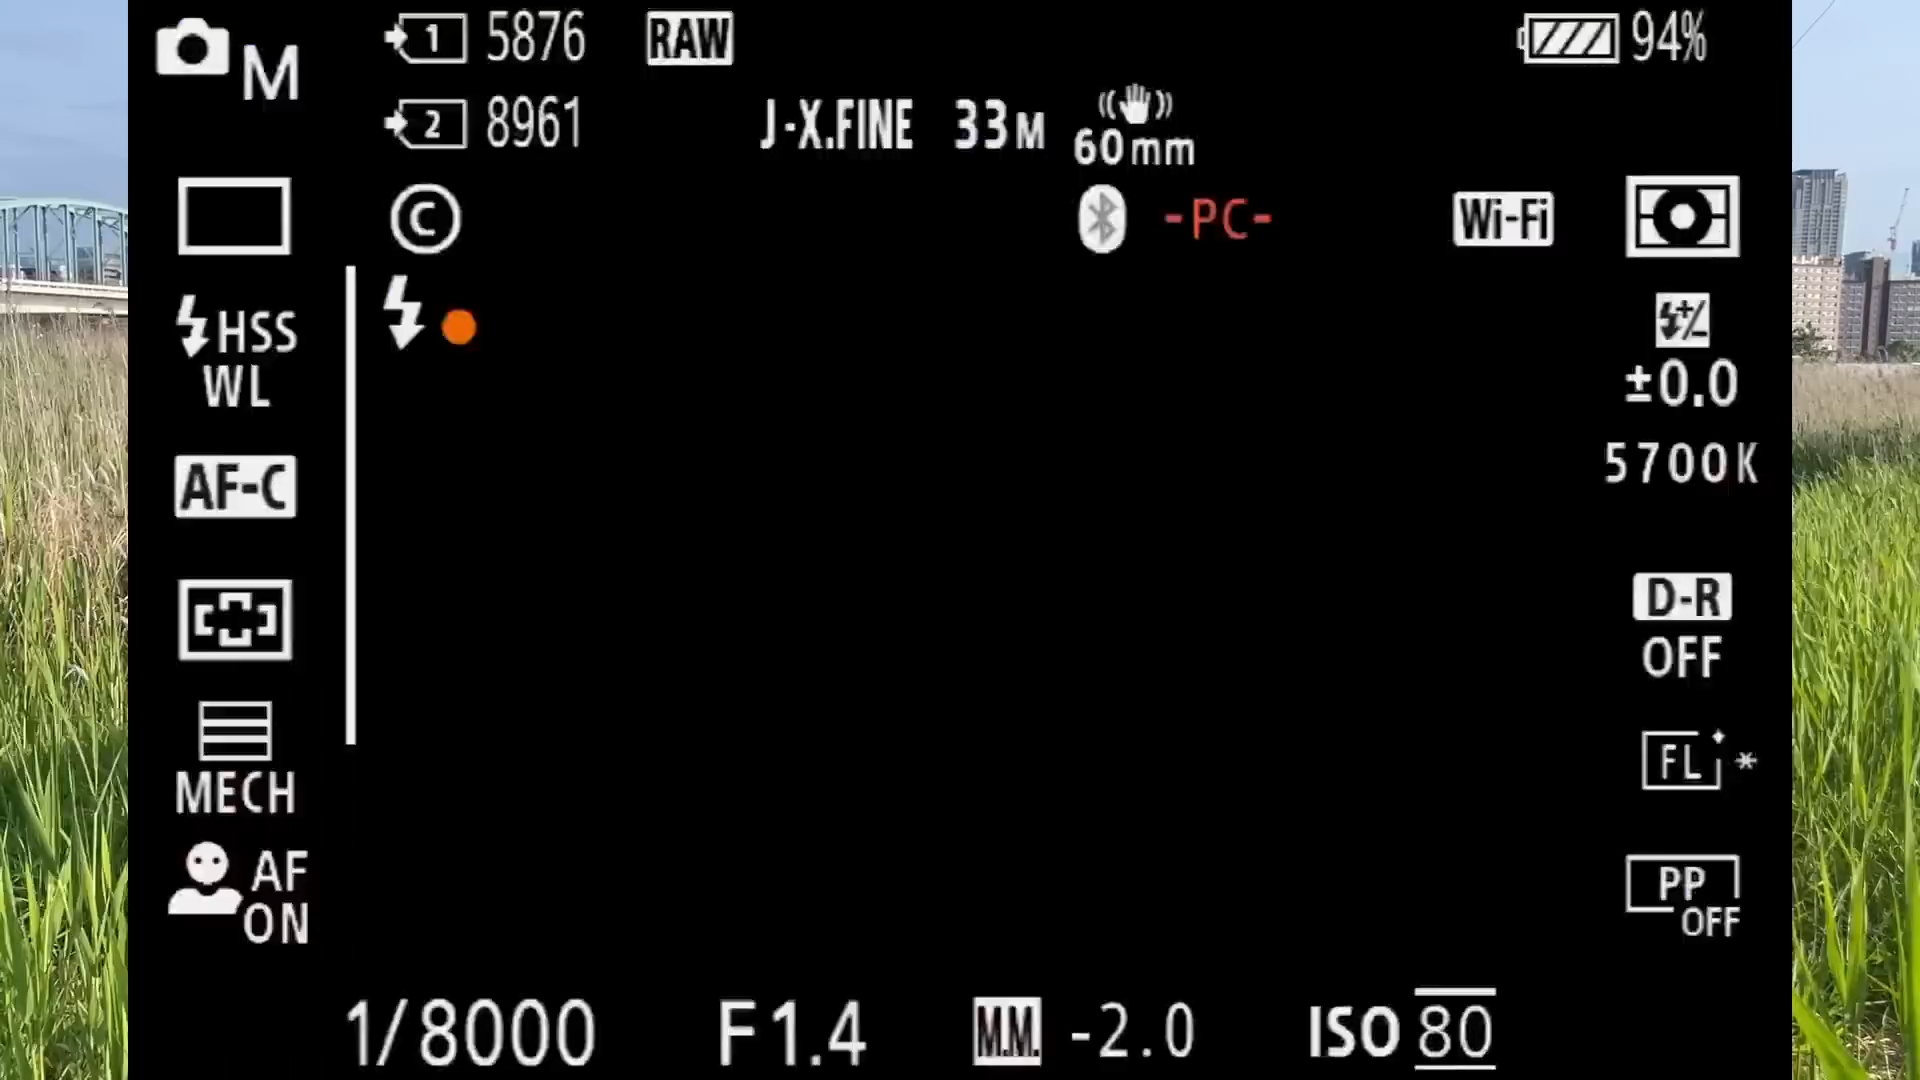 M 1 5876 RAW 94%
2 8961 J-X.FINE 33M 60mm
C -PC- Wi-Fi
HSS
WL
±0.0
AF-C
5700K
D-R
OFF
MECH
FL *
AF
ON
PP
OFF
1/8000 F1.4 M.M. -2.0 ISO 80